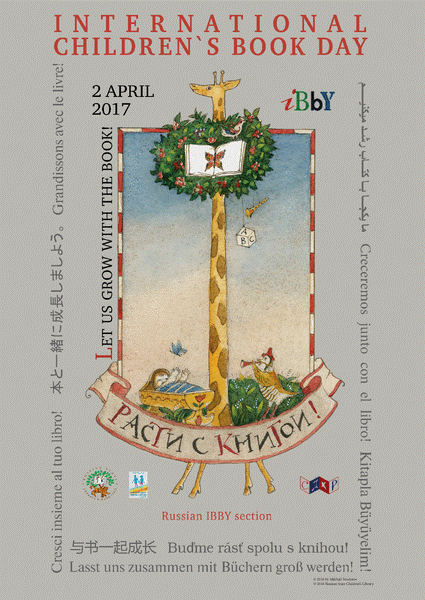 INTERNATIONAL
CHILDREN`S BOOK DAY
2 APRIL
2017
iBbY
LET US GROW WITH THE BOOK!
Grandissons avec le livre!
本と一緒に成長しましょう。
Cresci insieme al tuo libro!
A B C
РАСТИ С КНИГОЙ!
Creceremos junto con el libro!
Kitapla Büyüyelim!
Russian IBBY section
与书一起成长 Buďme rásť spolu s knihou!
Lasst uns zusammen mit Büchern groß werden!